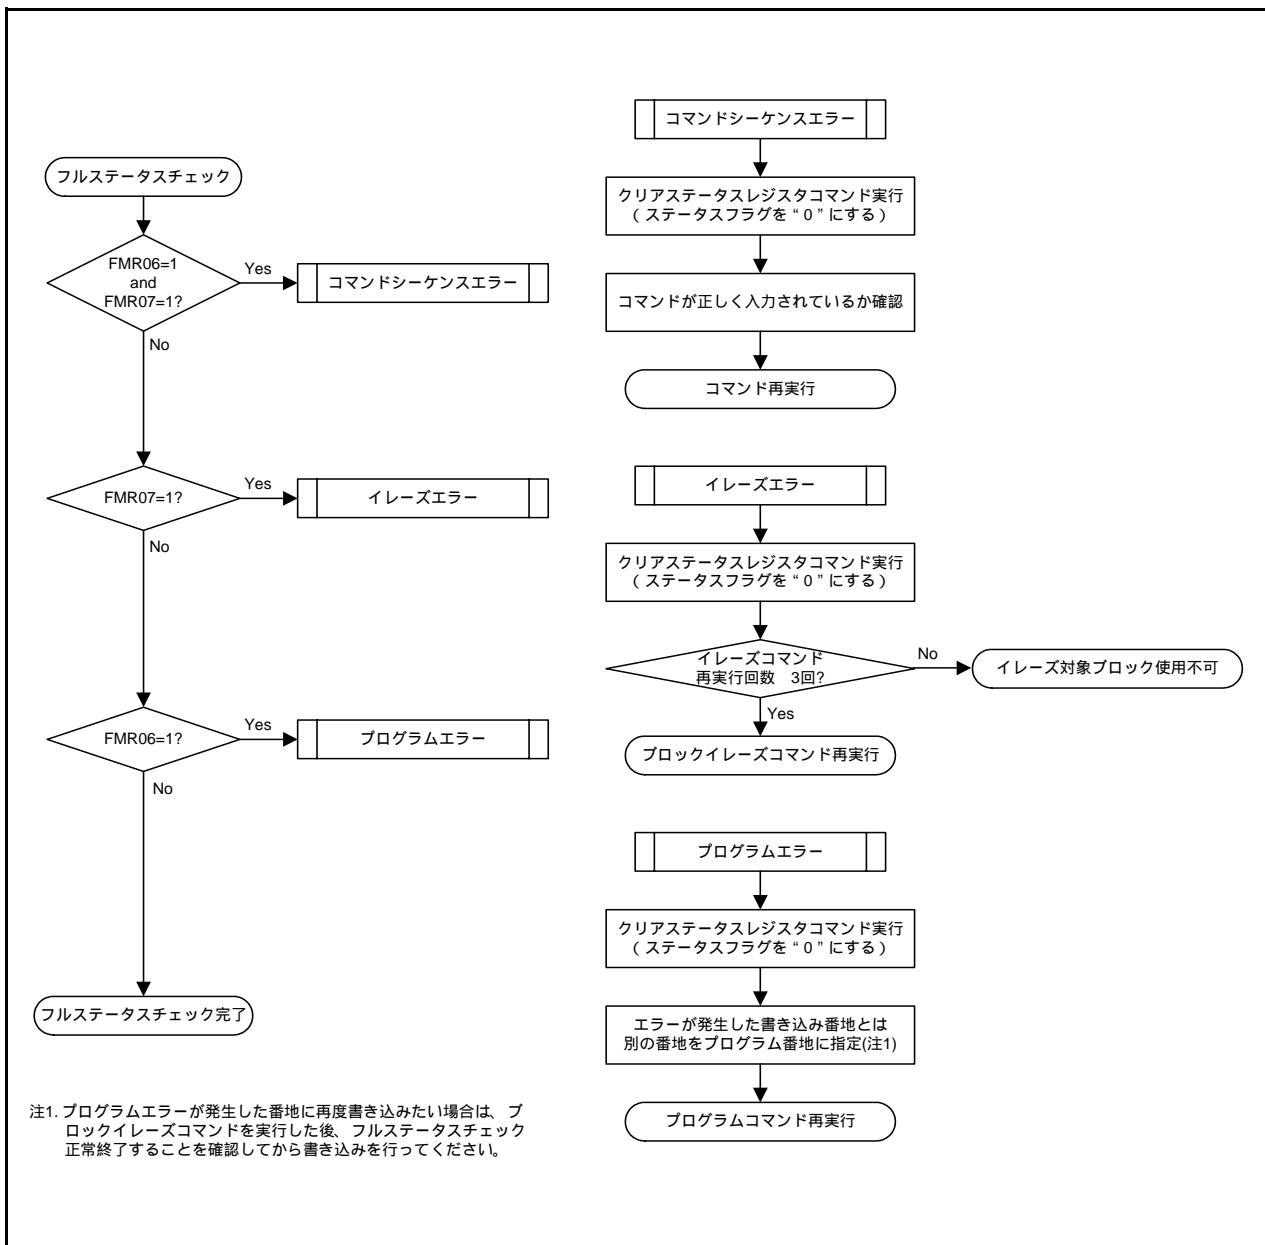 フルステータスチェック
FMR06=1
and
FMR07=1?
Yes
コマンドシーケンスエラー
No
FMR07=1?
Yes
イレーズエラー
No
FMR06=1?
Yes
プログラムエラー
No
フルステータスチェック完了
コマンドシーケンスエラー
クリアステータスレジスタコマンド実行
（ステータスフラグを“0”にする）
コマンドが正しく入力されているか確認
コマンド再実行
イレーズエラー
クリアステータスレジスタコマンド実行
（ステータスフラグを“0”にする）
イレーズコマンド
再実行回数　3回?
No
イレーズ対象ブロック使用不可
Yes
ブロックイレーズコマンド再実行
プログラムエラー
クリアステータスレジスタコマンド実行
（ステータスフラグを“0”にする）
エラーが発生した書き込み番地とは
別の番地をプログラム番地に指定(注1)
プログラムコマンド再実行
注1. プログラムエラーが発生した番地に再度書き込みたい場合は、ブ
ロックイレーズコマンドを実行した後、フルステータスチェック
正常終了することを確認してから書き込みを行ってください。